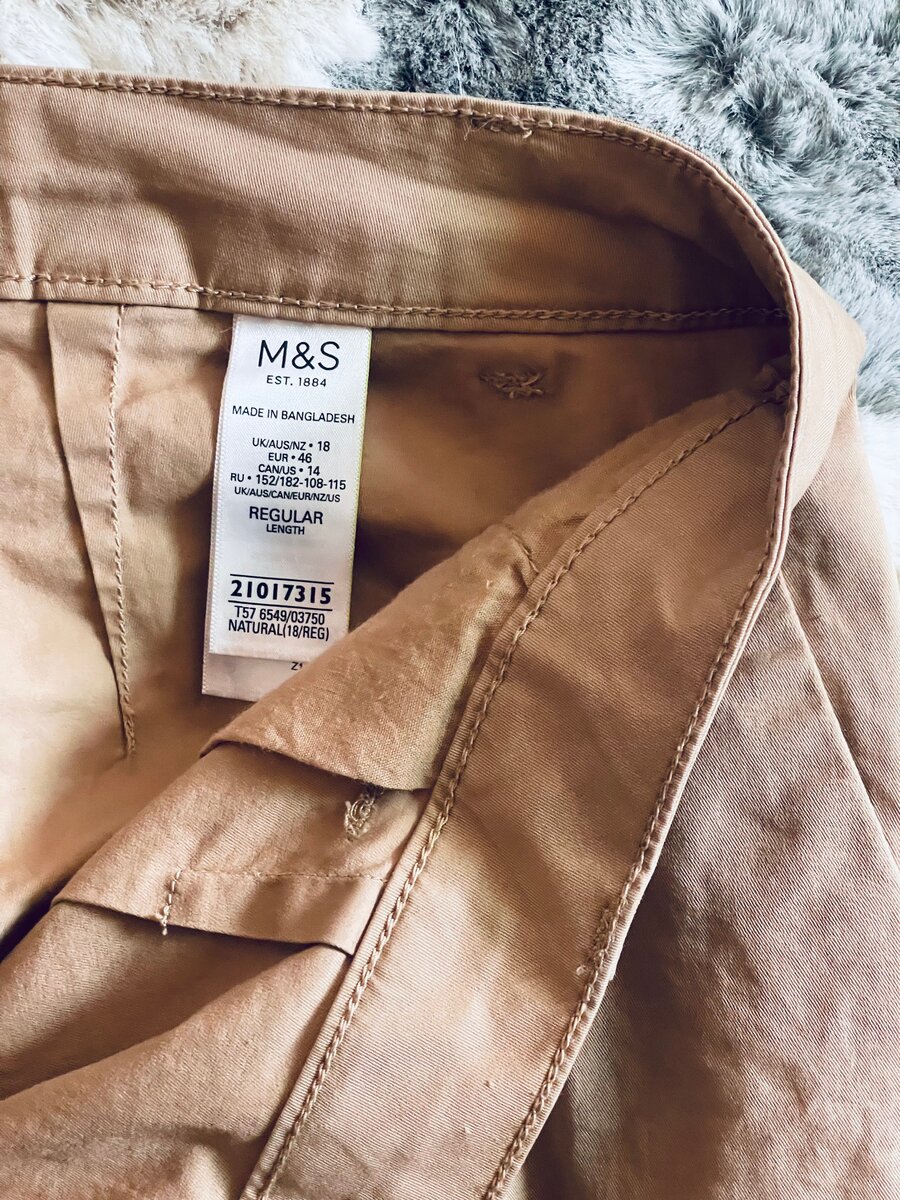 M&S
EST. 1884
MADE IN BANGLADESH
UK/AUS/NZ • 18
EUR • 46
CAN/US • 14
RU • 152/182-108-115
UK/AUS/CAN/EUR/NZ/US
REGULAR
LENGTH
21017315
T57 6549/03750
NATURAL(18/REG)